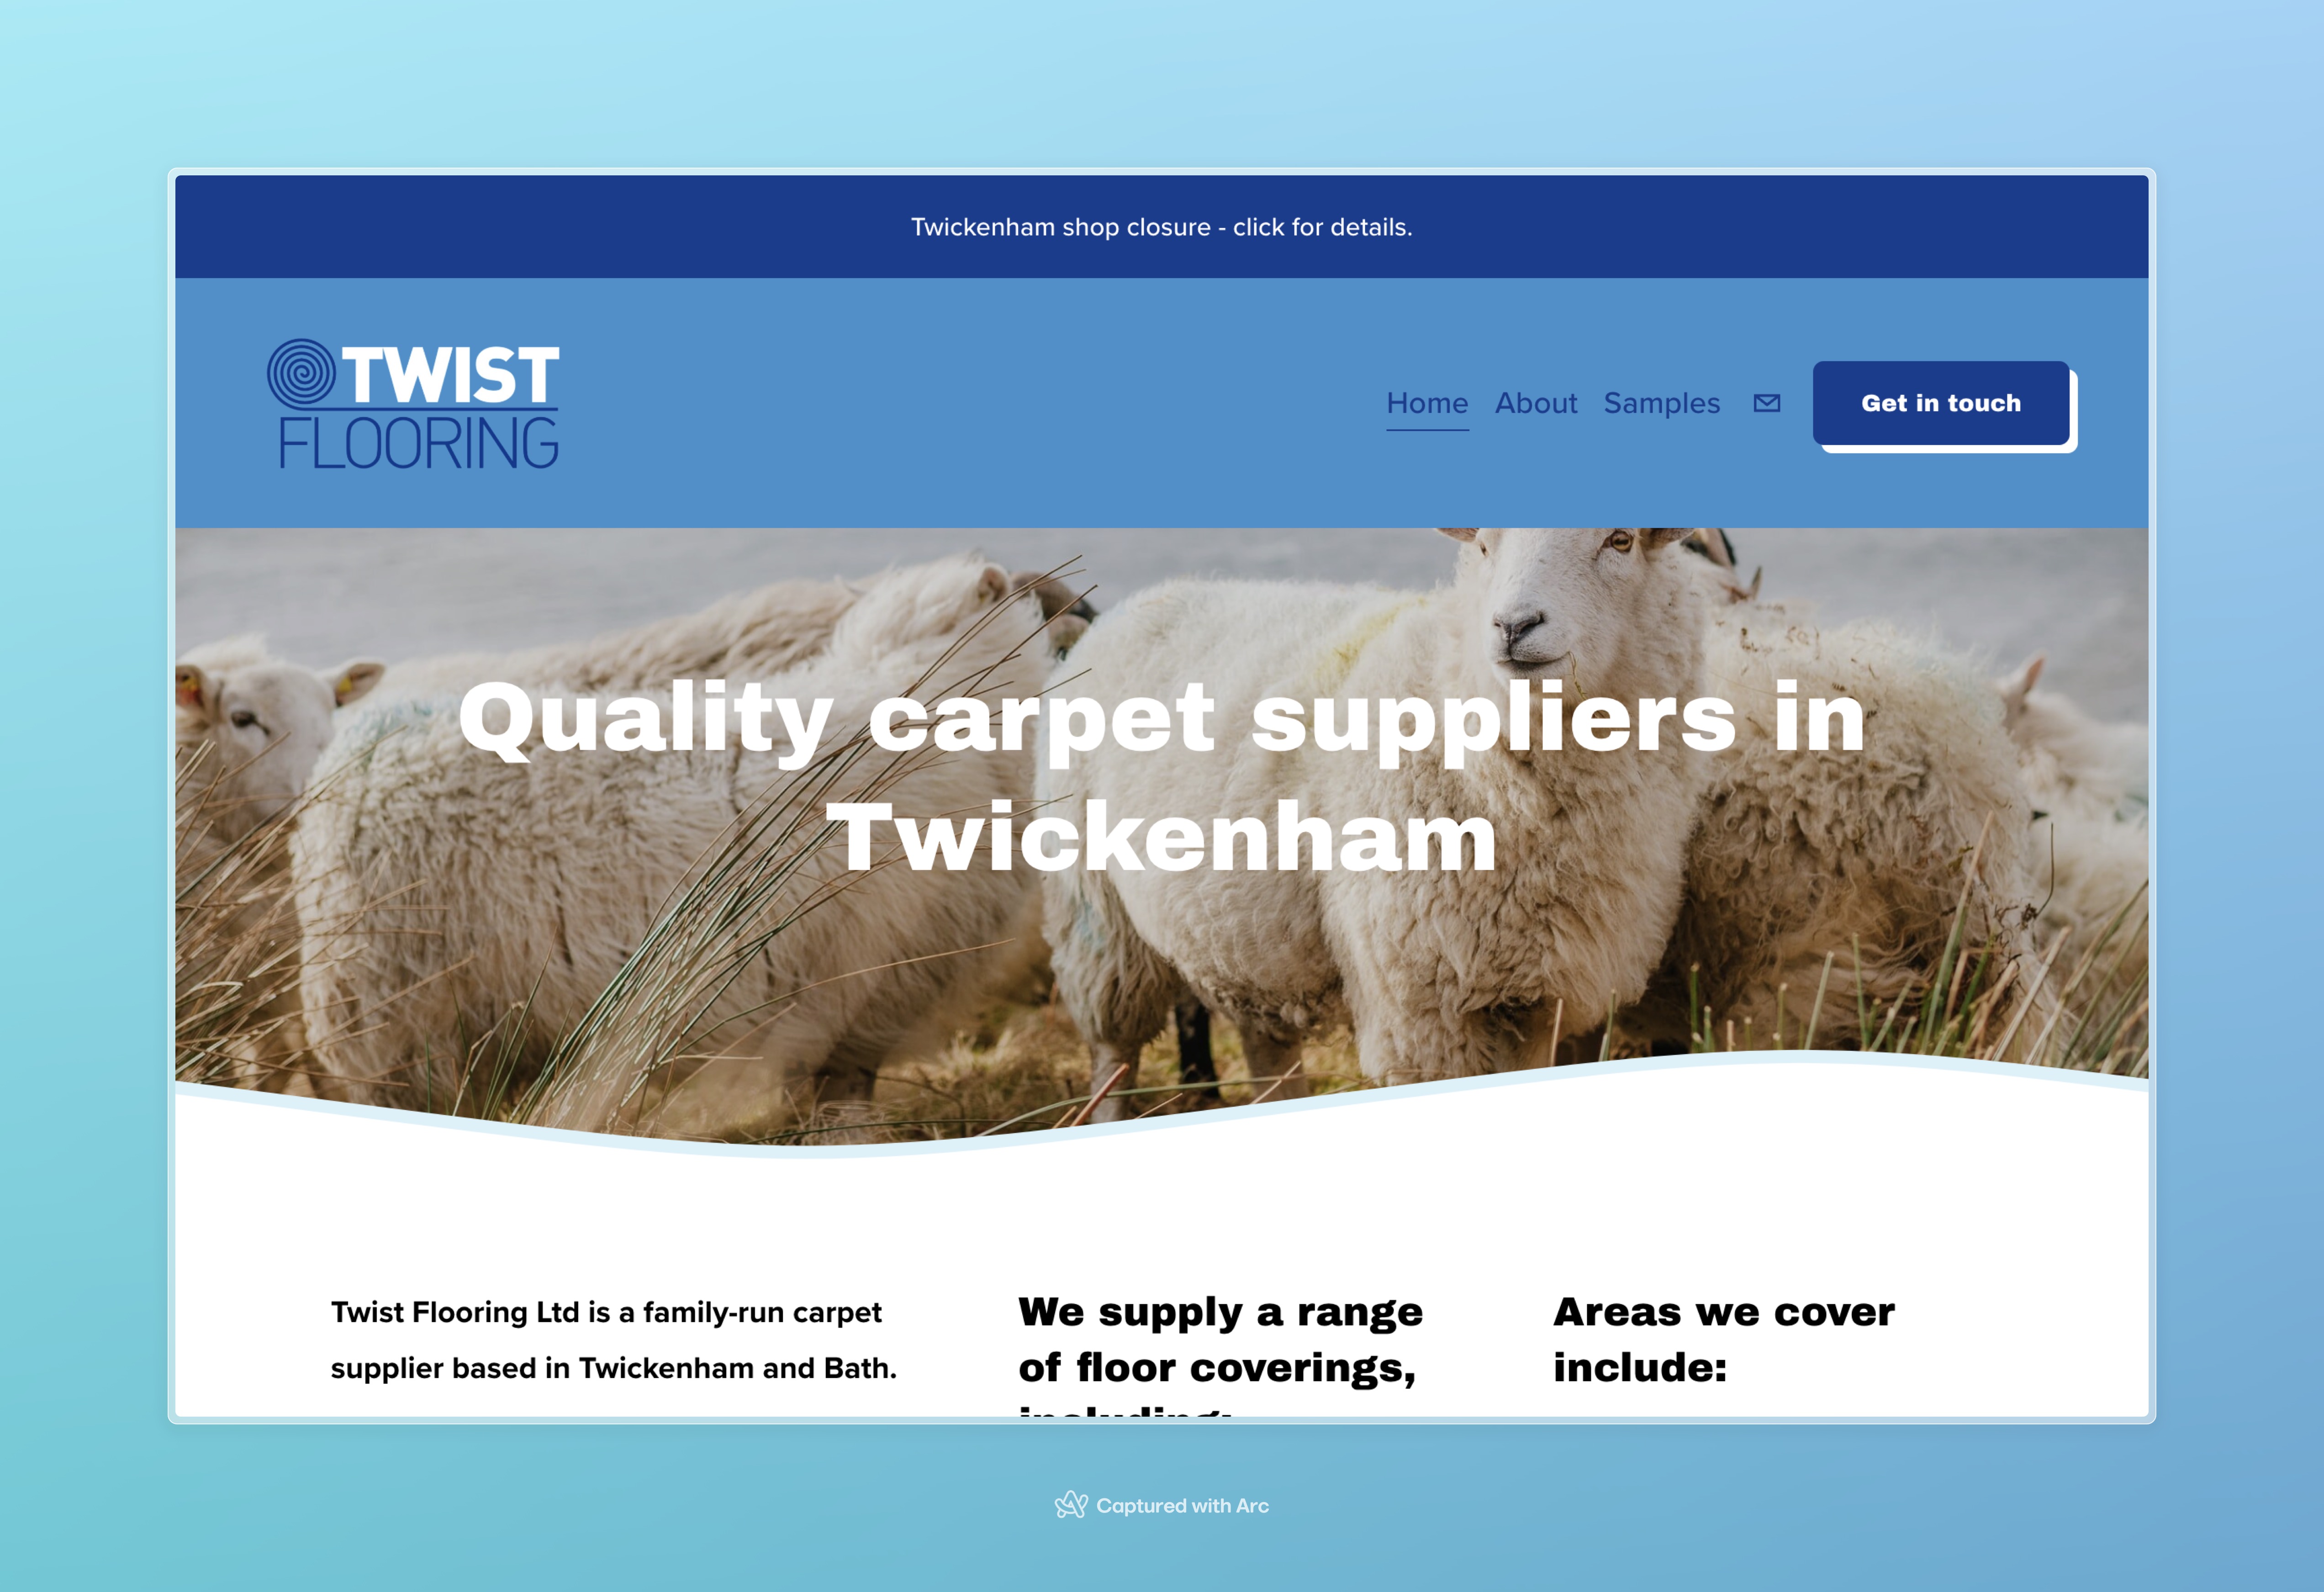 Twickenham shop closure - click for details.
TWIST
FLOORING
Home About Samples Get in touch
Quality carpet suppliers in
Twickenham
Twist Flooring Ltd is a family-run carpet
supplier based in Twickenham and Bath.
We supply a range
of floor coverings,
including:
Areas we cover
include:
Captured with Arc